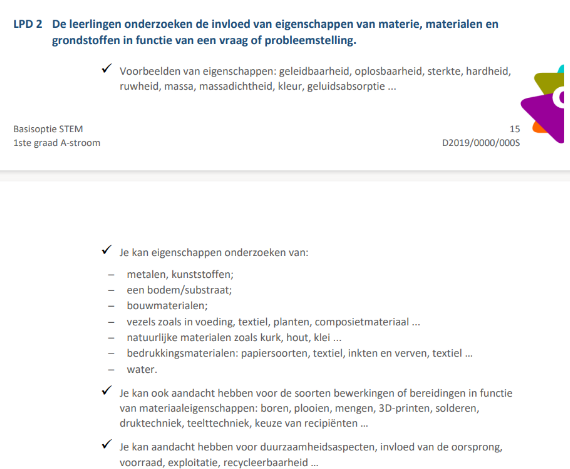 LPD 2 De leerlingen onderzoeken de invloed van eigenschappen van materie, materialen en
grondstoffen in functie van een vraag of probleemstelling.
✓ Voorbeelden van eigenschappen: geleidbaarheid, oplosbaarheid, sterkte, hardheid,
ruwheid, massa, massadichtheid, kleur, geluidsabsorptie ...
Basisoptie STEM 15
1ste graad A-stroom D2019/0000/000S
✓ Je kan eigenschappen onderzoeken van:
– metalen, kunststoffen;
– een bodem/substraat;
– bouwmaterialen;
– vezels zoals in voeding, textiel, planten, composietmateriaal ...
– natuurlijke materialen zoals kurk, hout, klei ...
– bedrukkingsmaterialen: papiersoorten, textiel, inkten en verven, textiel ...
– water.
✓ Je kan ook aandacht hebben voor de soorten bewerkingen of bereidingen in functie
van materiaaleigenschappen: boren, plooien, mengen, 3D-printen, solderen,
druktechniek, teelttechniek, keuze van recipiënten ...
✓ Je kan aandacht hebben voor duurzaamheidsaspecten, invloed van de oorsprong,
voorraad, exploitatie, recycleerbaarheid ...